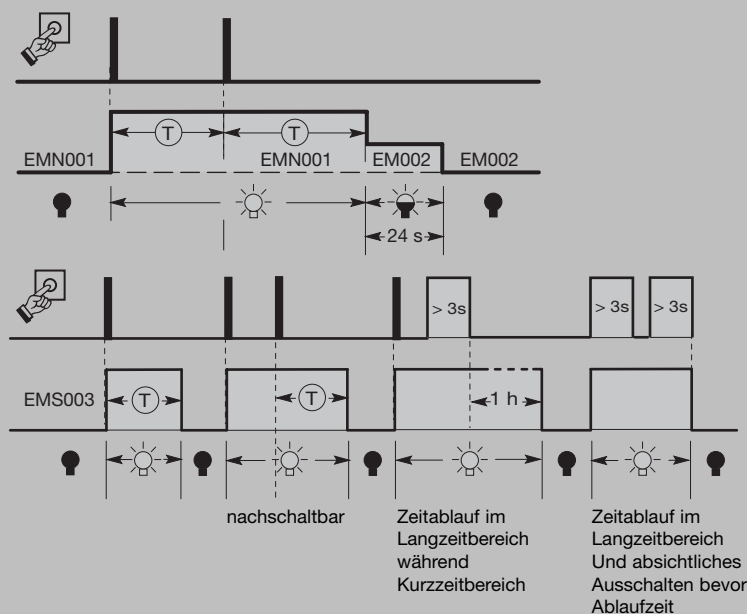 T
T
EMN001
EMN001
EM002
EM002
24 s
> 3s
> 3s
> 3s
EMS003
T
T
1 h
nachschaltbar
Zeitablauf im
Langzeitbereich
während
Kurzzeitbereich
Zeitablauf im
Langzeitbereich
Und absichtliches
Ausschalten bevor
Ablaufzeit